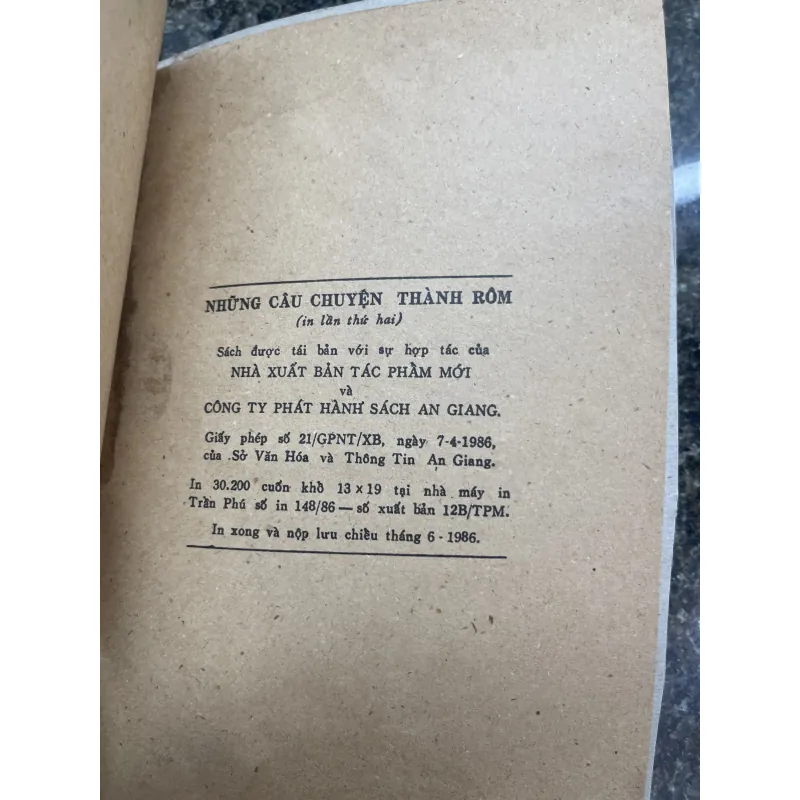 NHỮNG CÂU CHUYỆN THÀNH RÔM
(in lần thứ hai)
Sách được tái bản với sự hợp tác của
NHÀ XUẤT BẢN TÁC PHẨM MỚI
và
CÔNG TY PHÁT HÀNH SÁCH AN GIANG.
Giấy phép số 21/GPNT/XB, ngày 7-4-1986,
của Sở Văn Hóa và Thông Tin An Giang.
In 30.200 cuốn khổ 13 x 19 tại nhà máy in
Trần Phú số in 148/86 — số xuất bản 12B/TPM.
In xong và nộp lưu chiều tháng 6 - 1986.